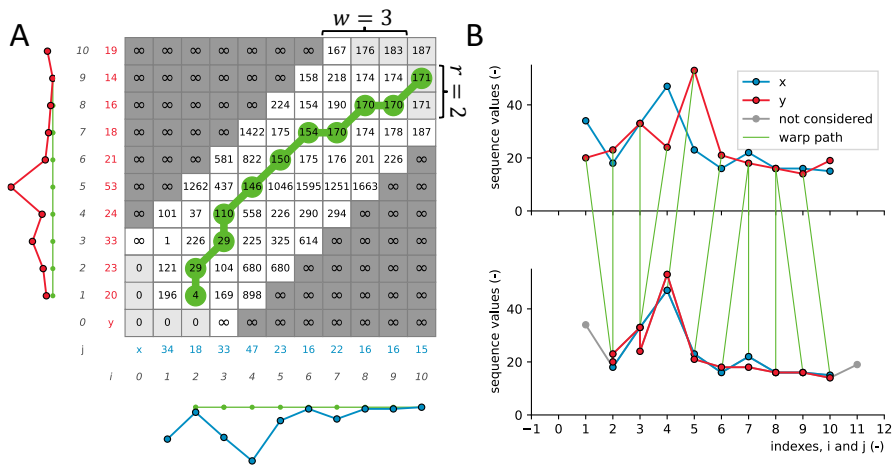 A
w = 3
10 19 ∞ ∞ ∞ ∞ ∞ ∞ ∞ 167 176 183 187
9 14 ∞ ∞ ∞ ∞ ∞ ∞ 158 218 174 174 171
8 16 ∞ ∞ ∞ ∞ ∞ 224 154 190 170 170 171
r = 2
7 18 ∞ ∞ ∞ ∞ 1422 175 154 170 174 178 187
6 21 ∞ ∞ ∞ 581 822 150 175 176 201 226 ∞
5 53 ∞ ∞ 1262 437 146 1046 1595 1251 1663 ∞ ∞
4 24 ∞ 101 37 110 558 226 290 294 ∞ ∞ ∞
3 33 ∞ 1 226 29 225 325 614 ∞ ∞ ∞ ∞
2 23 0 121 29 104 680 680 ∞ ∞ ∞ ∞ ∞
1 20 0 196 4 169 898 ∞ ∞ ∞ ∞ ∞ ∞
0 y 0 0 0 ∞ ∞ ∞ ∞ ∞ ∞ ∞ ∞
j x 34 18 33 47 23 16 22 16 16 15
i 0 1 2 3 4 5 6 7 8 9 10
B
sequence values (-)
40
20
0
x
y
not considered
warp path
sequence values (-)
40
20
0
−1 0 1 2 3 4 5 6 7 8 9 10 11 12
indexes, i and j (-)